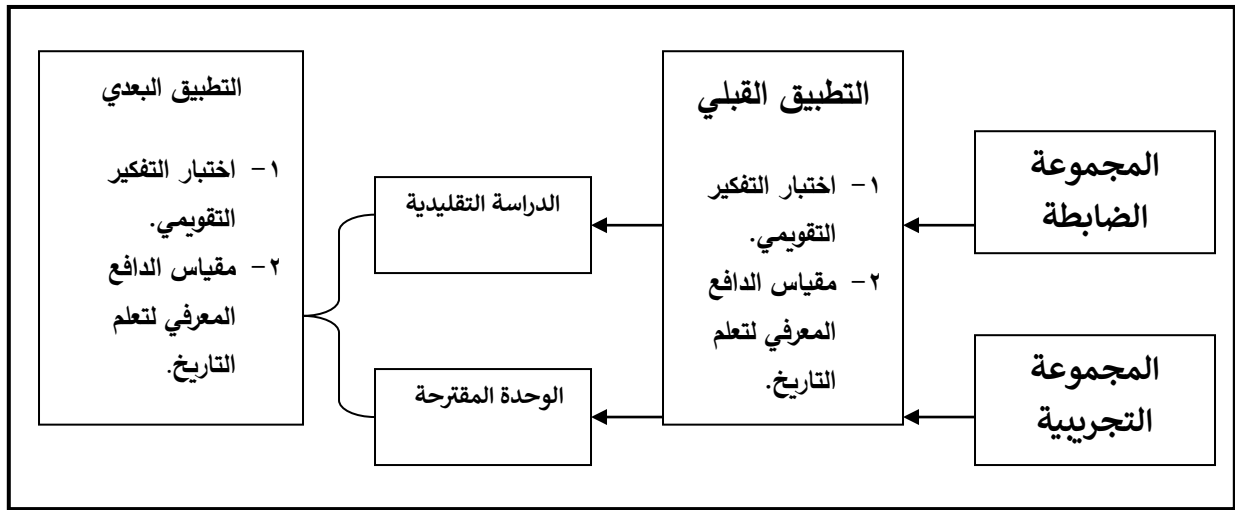 المجموعة
الضابطة
المجموعة
التجريبية
التطبيق القبلي
١- اختبار التفكير
التقويمي.
٢- مقياس الدافع
المعرفي لتعلم
التاريخ.
الدراسة التقليدية
الوحدة المقترحة
التطبيق البعدي
١- اختبار التفكير
التقويمي.
٢- مقياس الدافع
المعرفي لتعلم
التاريخ.